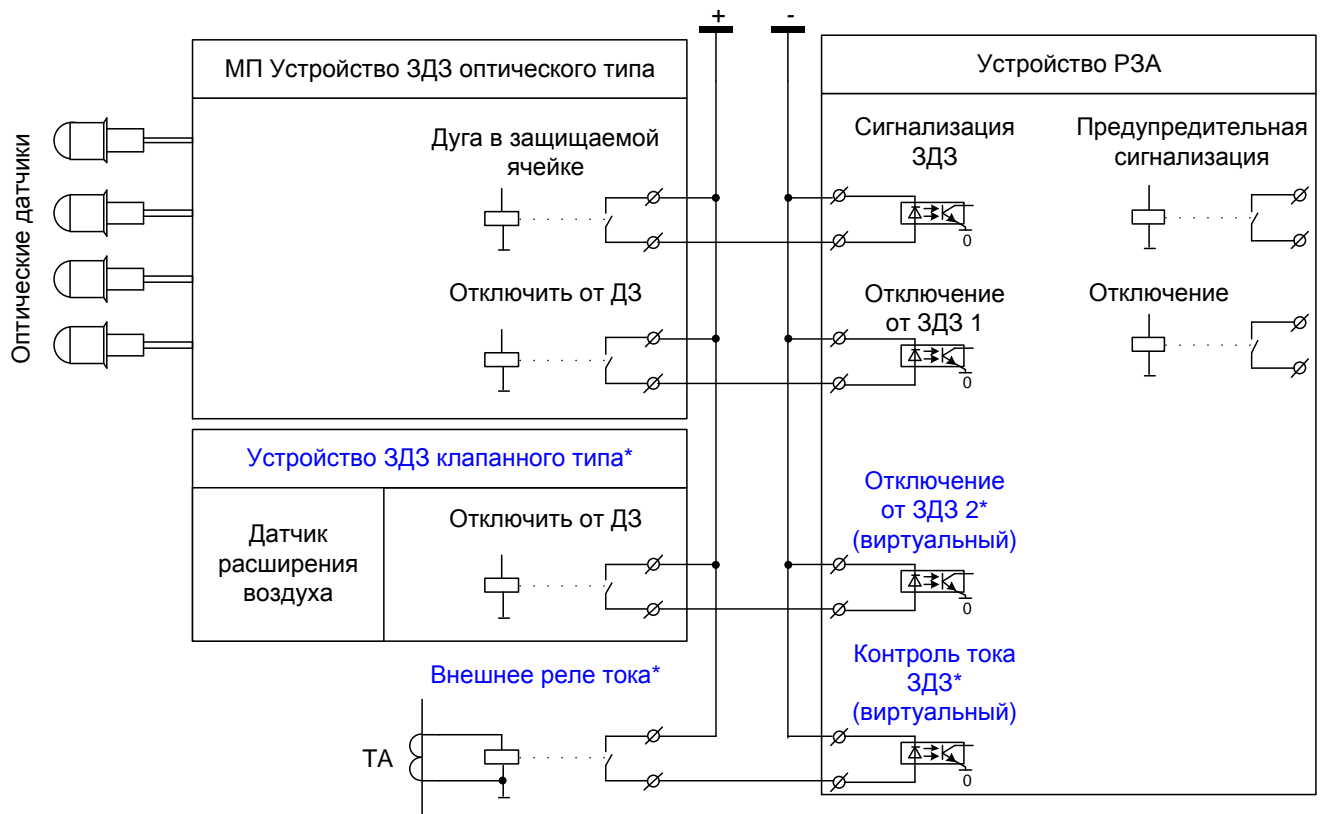 +
-
МП Устройство ЗДЗ оптического типа
Устройство РЗА
Оптические датчики
Дуга в защищаемой
ячейке
Сигнализация
ЗДЗ
Предупредительная
сигнализация
0
Отключить от ДЗ
Отключение
от ЗДЗ 1
Отключение
0
Устройство ЗДЗ клапанного типа*
Датчик
расширения
воздуха
Отключить от ДЗ
Отключение
от ЗДЗ 2*
(виртуальный)
0
Внешнее реле тока*
Контроль тока
ЗДЗ*
(виртуальный)
ТА
0